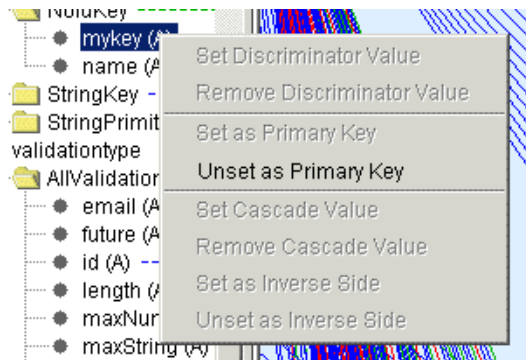 NoIdKey
mykey (A)
name (A
StringKey
StringPrimit
validationtype
AllValidation
email (A
future (A
id (A)
length (A
maxNur
maxString (A)
Set Discriminator Value
Remove Discriminator Value
Set as Primary Key
Unset as Primary Key
Set Cascade Value
Remove Cascade Value
Set as Inverse Side
Unset as Inverse Side